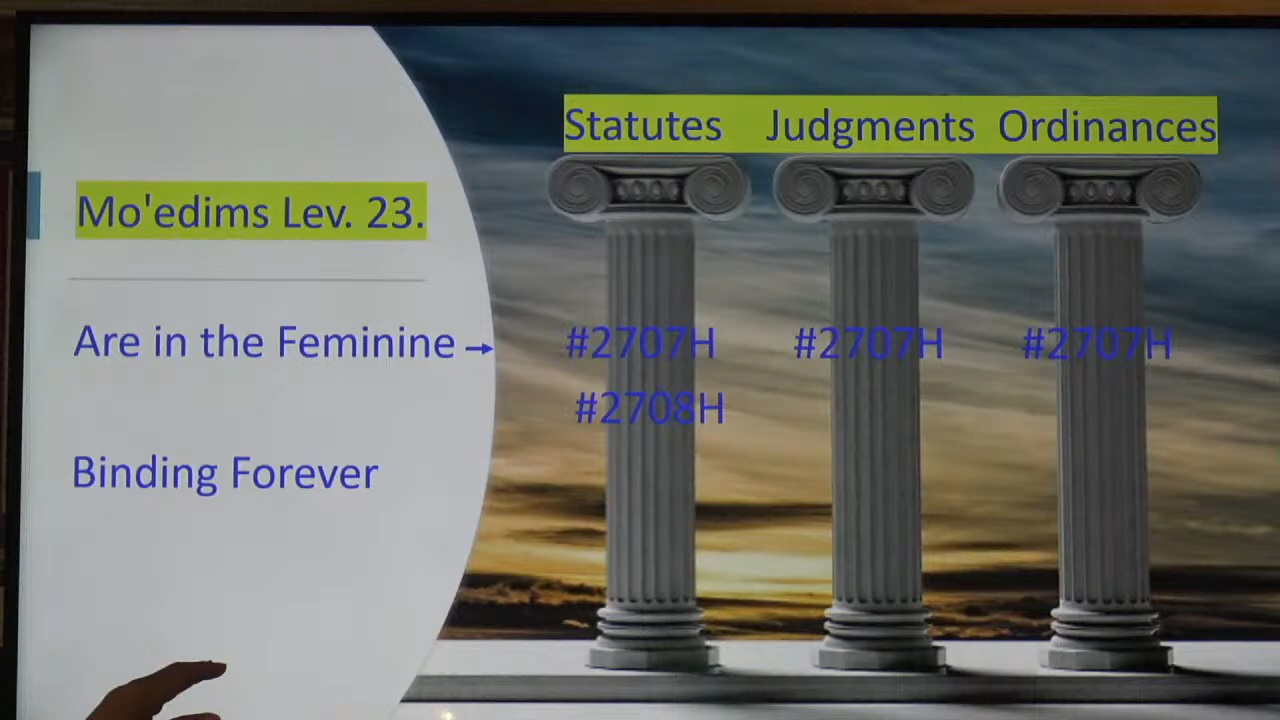 Statutes Judgments Ordinances
Mo'edims Lev. 23.
Are in the Feminine → #2707H #2707H #2707H
#2708H
Binding Forever